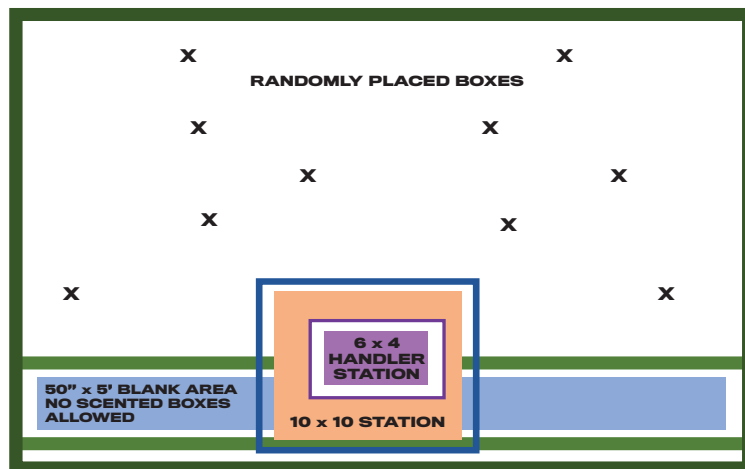 X X
RANDOMLY PLACED BOXES
X X
X X
X X
X X
6 x 4
HANDLER
STATION
50” x 5' BLANK AREA
NO SCENTED BOXES
ALLOWED
10 x 10 STATION